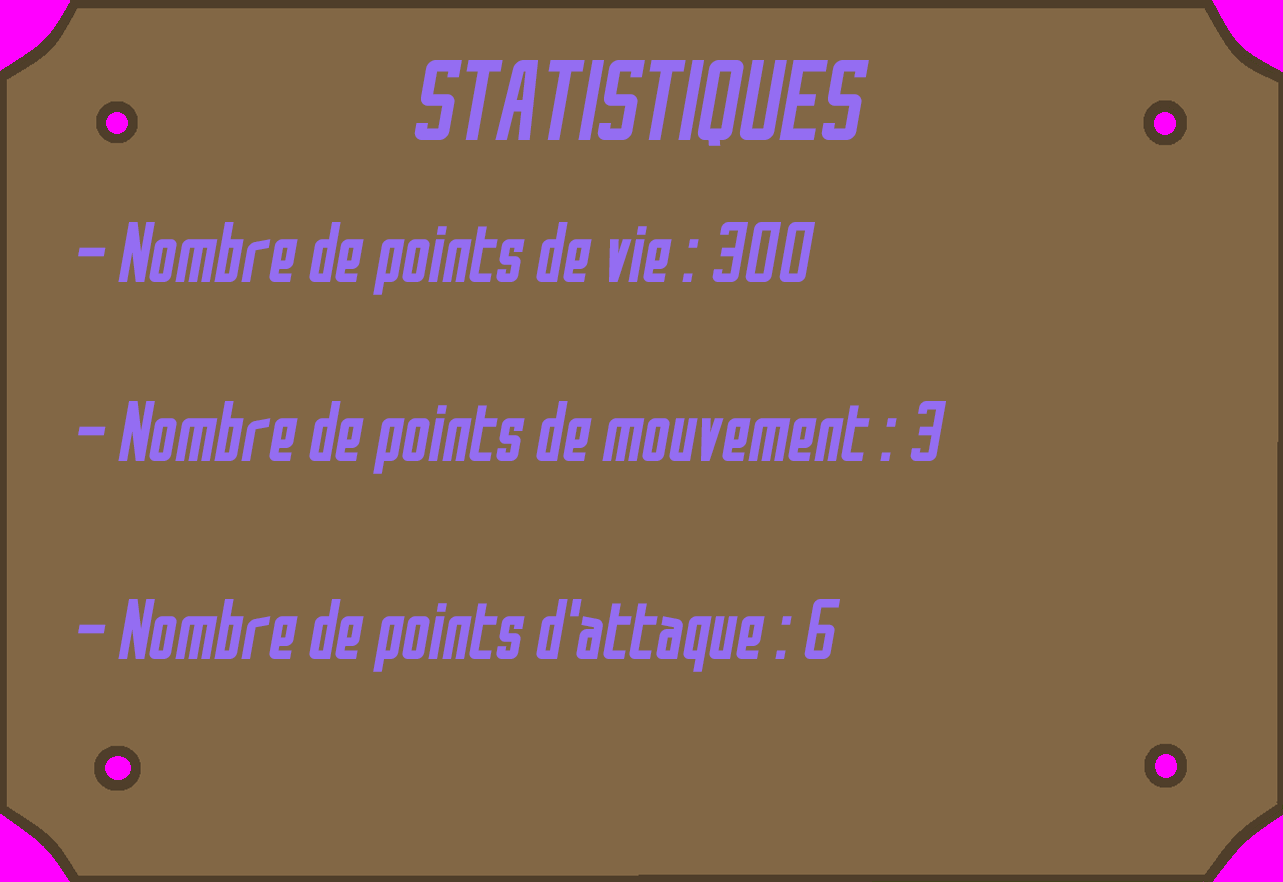 STATISTIQUES
- Nombre de points de vie : 300
- Nombre de points de mouvement : 3
- Nombre de points d'attaque : 6